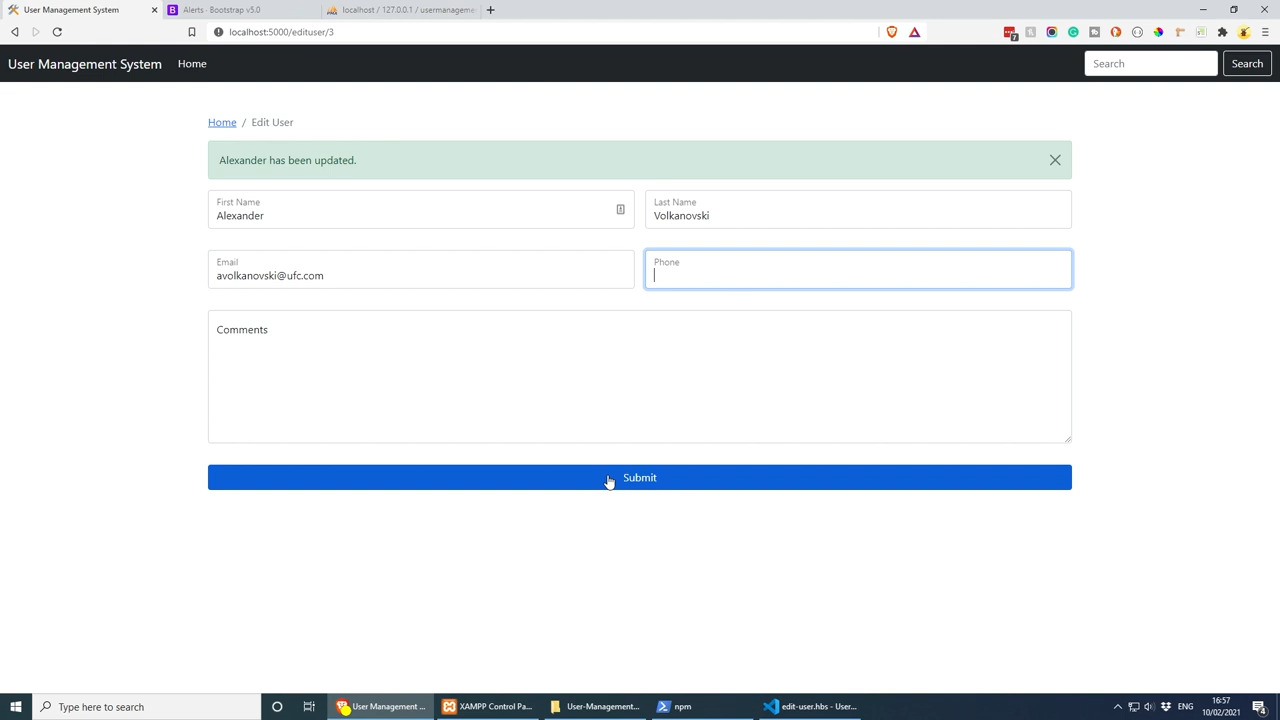 User Management System
Alerts · Bootstrap v5.0
localhost / 127.0.0.1 / usermanageme
localhost:5000/edituser/3
7
User Management System
Home
Search
Search
Home / Edit User
Alexander has been updated.
First Name
Alexander
Last Name
Volkanovski
Email
avolkanovski@ufc.com
Phone
Comments
Submit
Type here to search
User Management ...
XAMPP Control Pa...
User-Management...
npm
edit-user.hbs - User...
ENG
16:57
10/02/2021
4